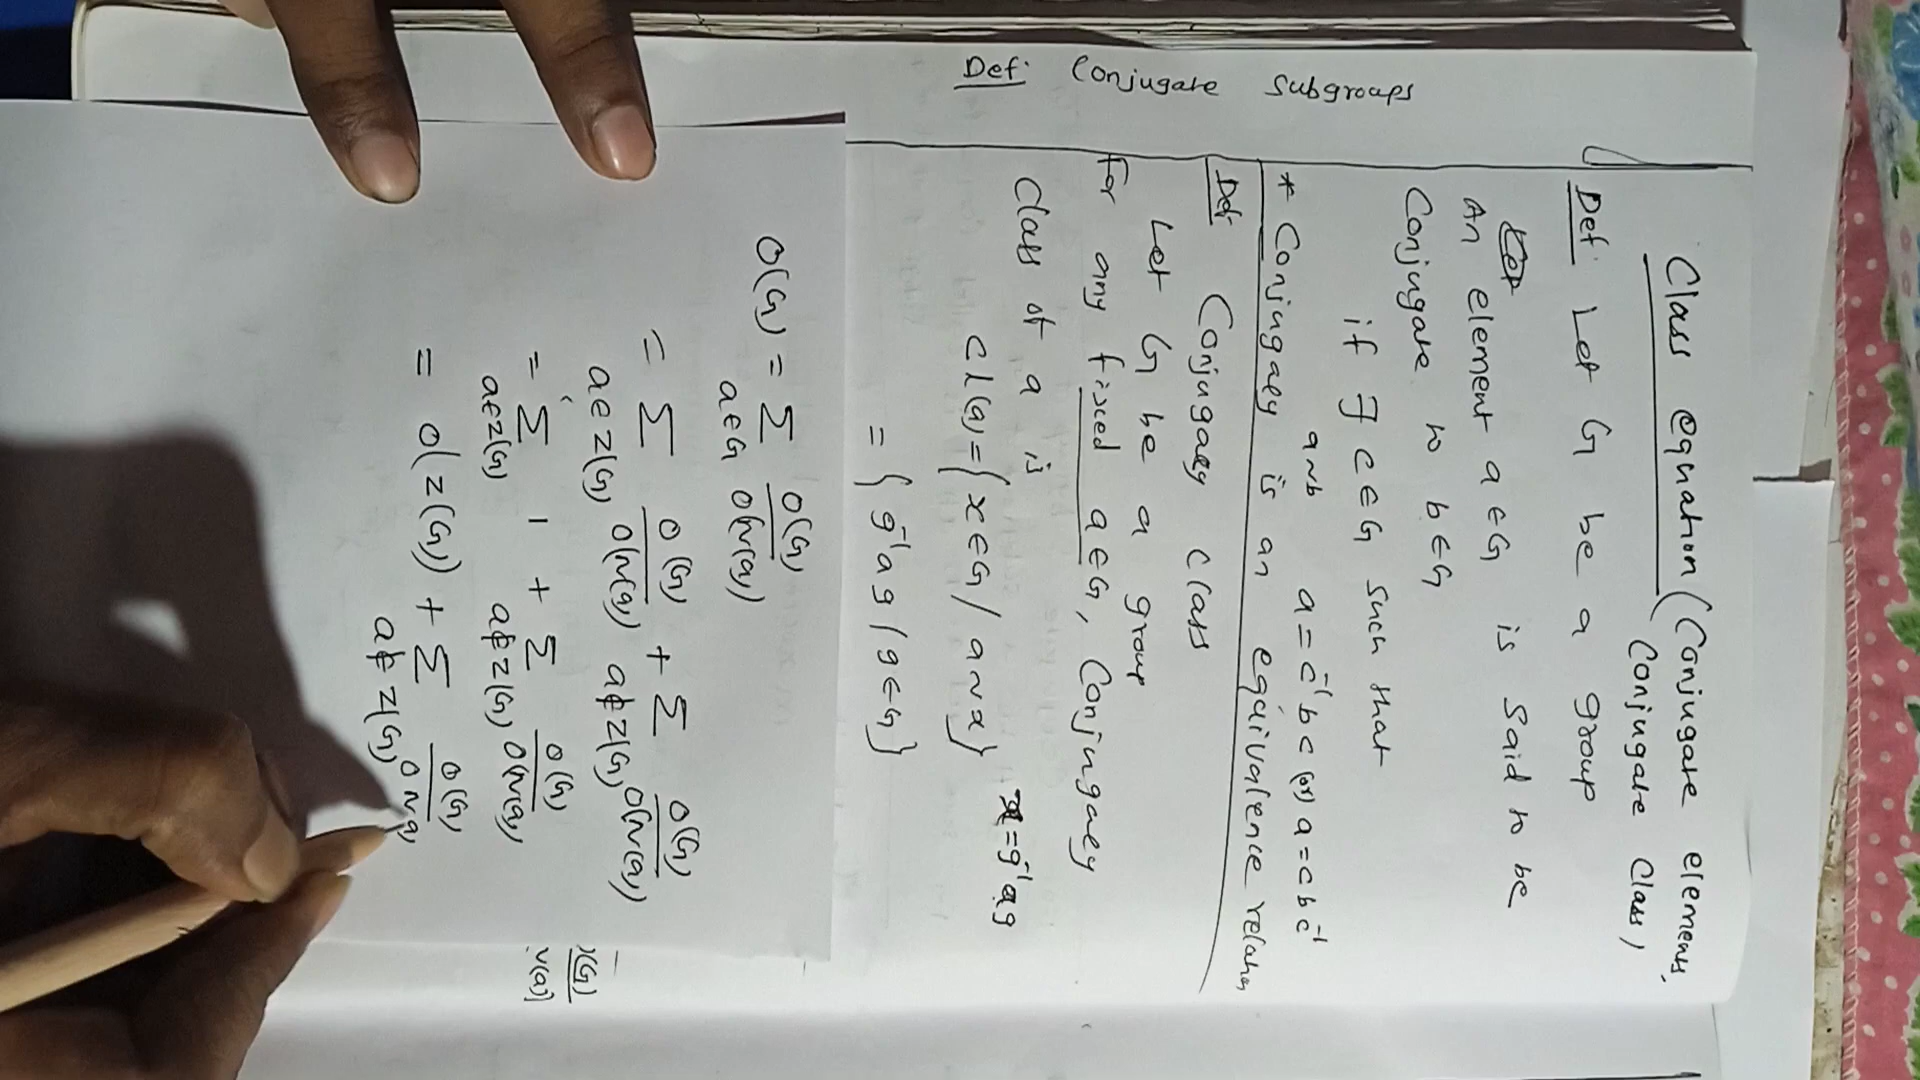 Def: Conjugate Subgroups
Class equation (Conjugate elements,
Conjugate Class)
Def: Let G be a group
An element a ∈ G is said to be
Conjugate to b ∈ G
if ∃ c ∈ G such that
a~b a = c⁻¹bc (or) a = cbc⁻¹
* Conjugacy is an equivalence relation
Def: Conjugacy class
Let G be a group
For any fixed a ∈ G, Conjugacy
Class of a is x = g⁻¹ag
cl(a) = {x ∈ G / a~x}
= {g⁻¹ag / g ∈ G}
O(G) = Σ a∈G O(G)/O(N(a))
= Σ a∈Z(G) O(G)/O(N(a)) + Σ a∉Z(G) O(G)/O(N(a))
= Σ a∈Z(G) 1 + Σ a∉Z(G) O(G)/O(N(a))
= O(Z(G)) + Σ a∉Z(G) O(G)/O N(a)